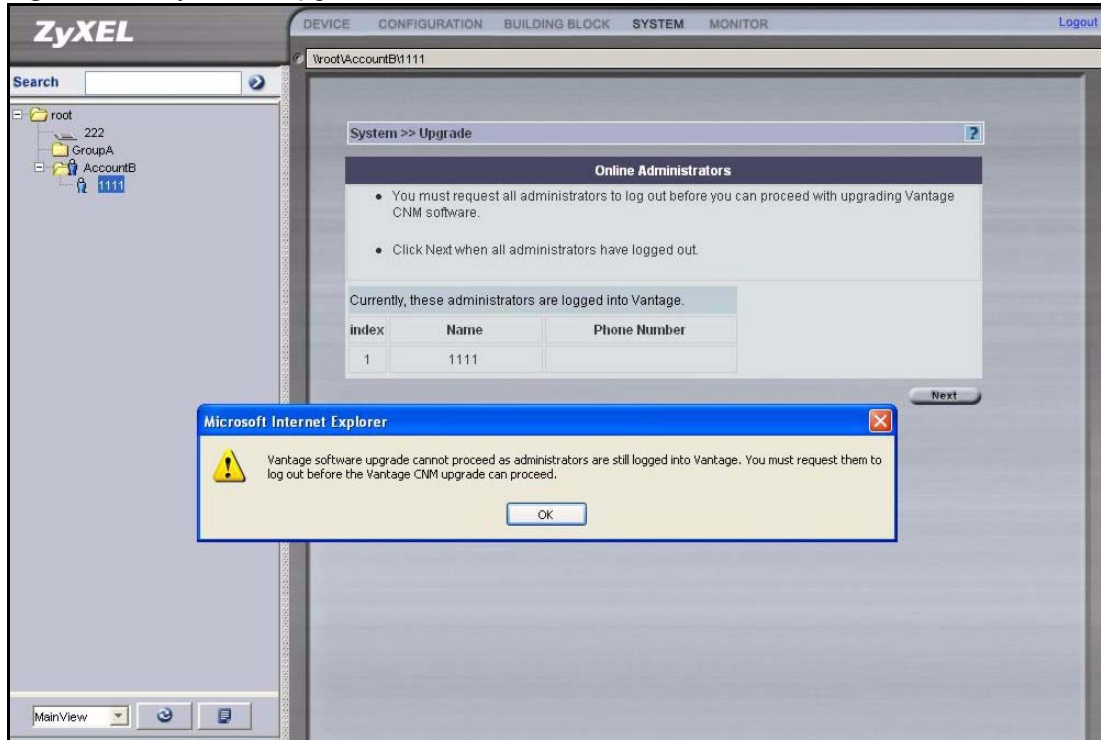 ZyXEL
DEVICE CONFIGURATION BUILDING BLOCK SYSTEM MONITOR
Logout
\\root\AccountB\1111
Search
root
222
GroupA
AccountB
1111
System >> Upgrade
?
Online Administrators
• You must request all administrators to log out before you can proceed with upgrading Vantage
CNM software.
• Click Next when all administrators have logged out.
Currently, these administrators are logged into Vantage.
index Name Phone Number
1 1111
Next
Microsoft Internet Explorer
Vantage software upgrade cannot proceed as administrators are still logged into Vantage. You must request them to
log out before the Vantage CNM upgrade can proceed.
OK
MainView